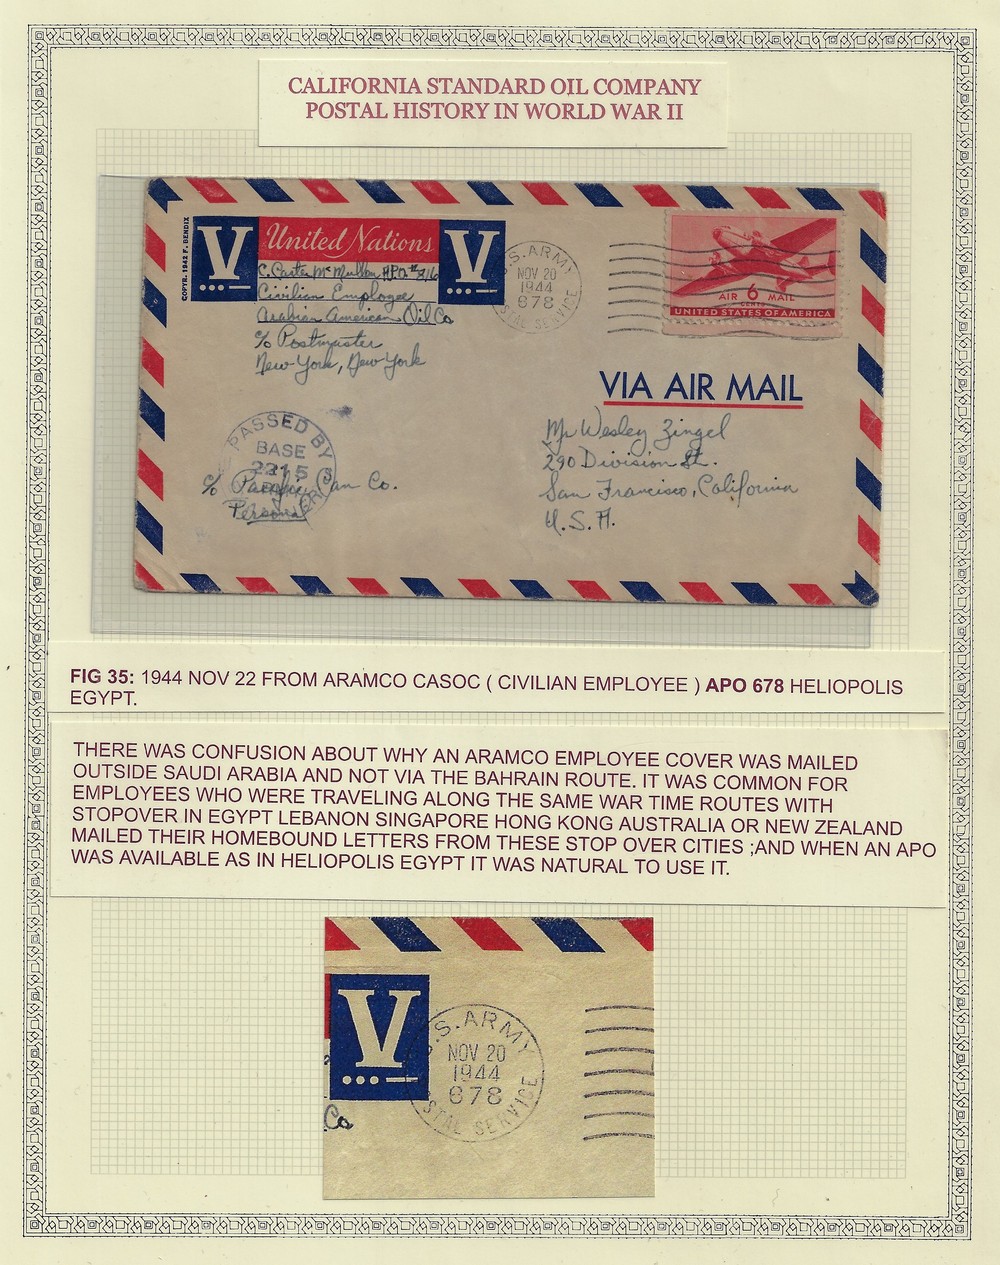 CALIFORNIA STANDARD OIL COMPANY
POSTAL HISTORY IN WORLD WAR II
COPYR. 1942 F. BENDIX
V United Nations V
C. Carter McMullen A.P.O. #
Civilian Employee
Arabian American Oil Co
c/o Postmaster
New York, New York
U.S. ARMY
NOV 20
1944
678
POSTAL SERVICE
AIR 6 MAIL
CENTS
UNITED STATES OF AMERICA
VIA AIR MAIL
Mr Wesley Zingel
290 Division St.
San Francisco, California
U.S.A.
PASSED BY
BASE
2215
c/o Pacific Can Co.
Personal
FIG 35: 1944 NOV 22 FROM ARAMCO CASOC ( CIVILIAN EMPLOYEE ) APO 678 HELIOPOLIS
EGYPT.
THERE WAS CONFUSION ABOUT WHY AN ARAMCO EMPLOYEE COVER WAS MAILED
OUTSIDE SAUDI ARABIA AND NOT VIA THE BAHRAIN ROUTE. IT WAS COMMON FOR
EMPLOYEES WHO WERE TRAVELING ALONG THE SAME WAR TIME ROUTES WITH
STOPOVER IN EGYPT LEBANON SINGAPORE HONG KONG AUSTRALIA OR NEW ZEALAND
MAILED THEIR HOMEBOUND LETTERS FROM THESE STOP OVER CITIES ;AND WHEN AN APO
WAS AVAILABLE AS IN HELIOPOLIS EGYPT IT WAS NATURAL TO USE IT.
V
.S. ARMY
NOV 20
1944
678
STAL SERVICE
Co